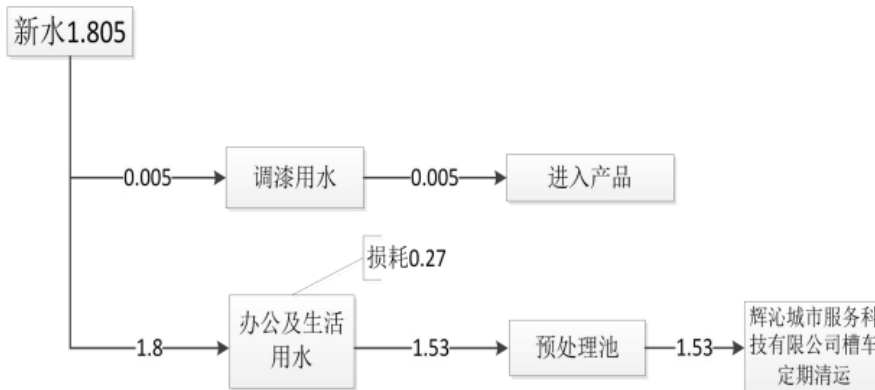 新水1.805
0.005
调漆用水
0.005
进入产品
损耗0.27
1.8
办公及生活
用水
1.53
预处理池
1.53
辉沁城市服务科
技有限公司槽车
定期清运